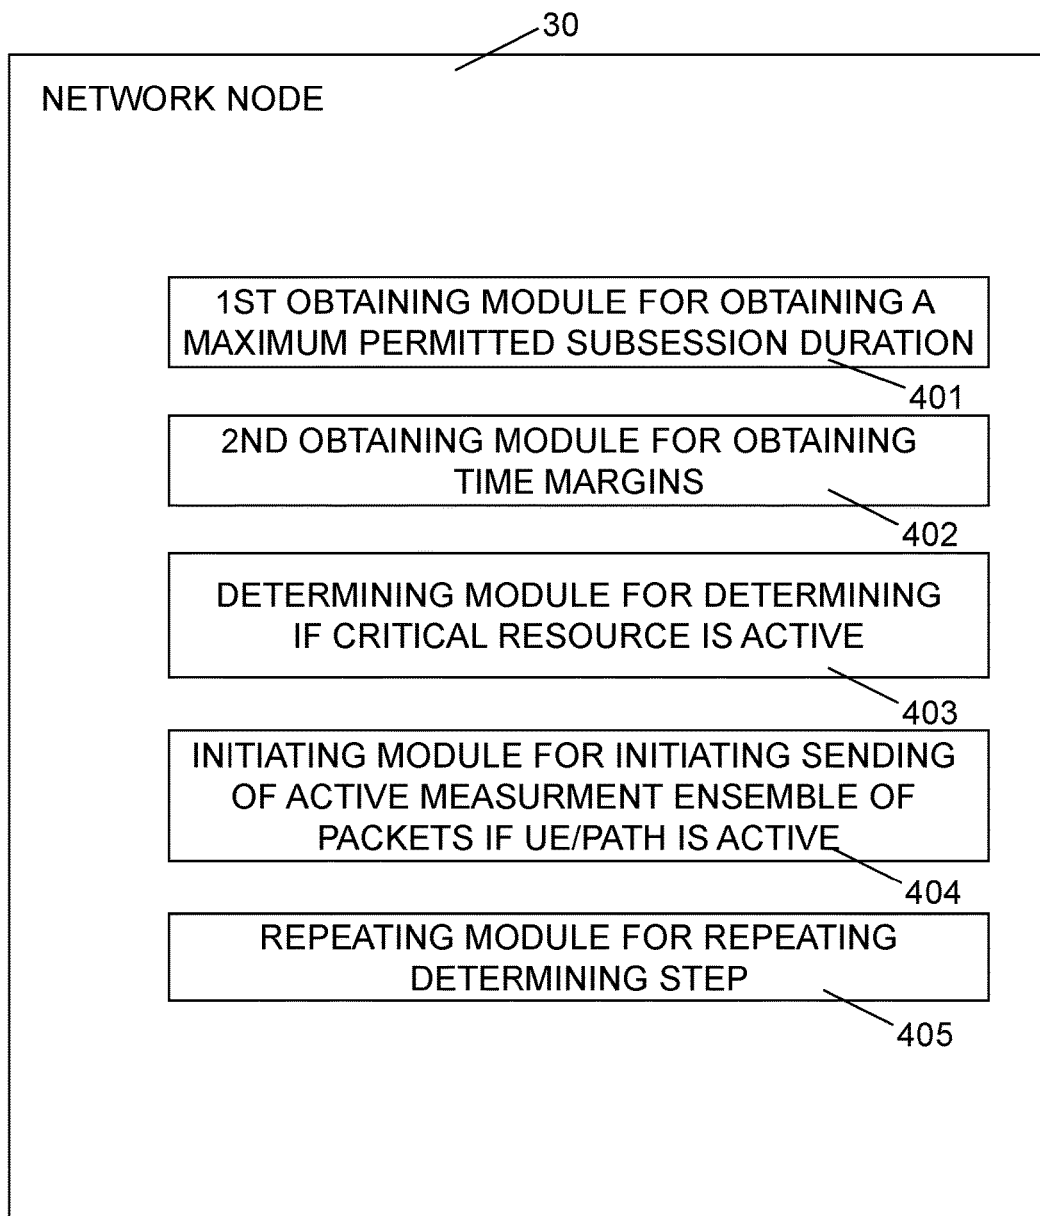 30
NETWORK NODE
1ST OBTAINING MODULE FOR OBTAINING A
MAXIMUM PERMITTED SUBSESSION DURATION
401
2ND OBTAINING MODULE FOR OBTAINING
TIME MARGINS
402
DETERMINING MODULE FOR DETERMINING
IF CRITICAL RESOURCE IS ACTIVE
403
INITIATING MODULE FOR INITIATING SENDING
OF ACTIVE MEASURMENT ENSEMBLE OF
PACKETS IF UE/PATH IS ACTIVE
404
REPEATING MODULE FOR REPEATING
DETERMINING STEP
405